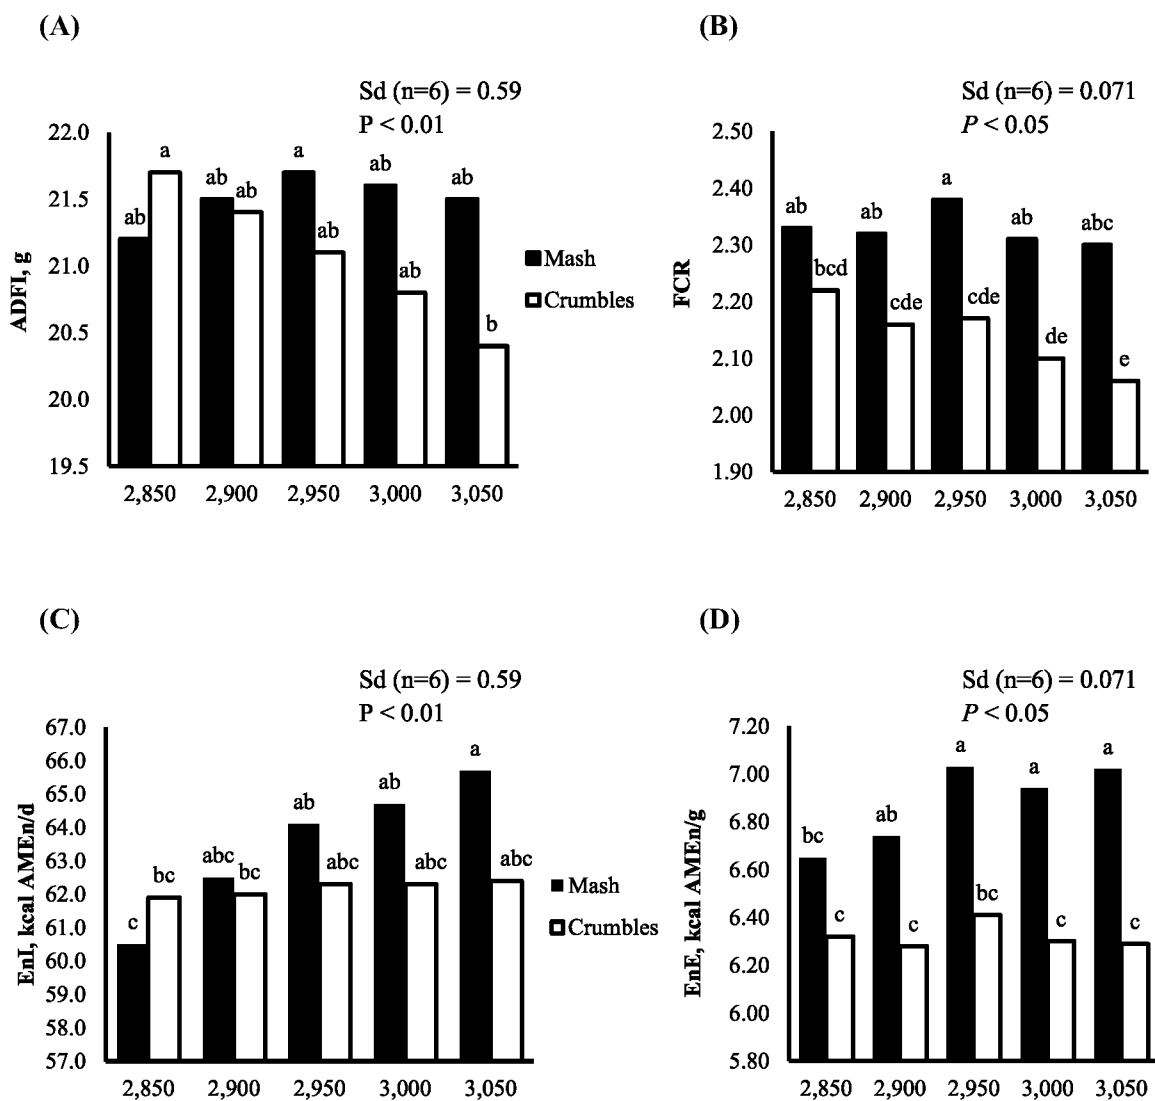 (A)
Sd (n=6) = 0.59
P < 0.01
22.0
21.5
21.0
20.5
20.0
19.5
ADFI, g
ab
a
ab
ab
a
ab
ab
ab
ab
b
2,850 2,900 2,950 3,000 3,050
Mash
Crumbles
(B)
Sd (n=6) = 0.071
P < 0.05
2.50
2.40
2.30
2.20
2.10
2.00
1.90
FCR
ab
bcd
ab
cde
a
cde
ab
de
abc
e
2,850 2,900 2,950 3,000 3,050
(C)
Sd (n=6) = 0.59
P < 0.01
67.0
66.0
65.0
64.0
63.0
62.0
61.0
60.0
59.0
58.0
57.0
EnI, kcal AMEn/d
c
bc
abc
bc
ab
abc
ab
abc
a
abc
2,850 2,900 2,950 3,000 3,050
Mash
Crumbles
(D)
Sd (n=6) = 0.071
P < 0.05
7.20
7.00
6.80
6.60
6.40
6.20
6.00
5.80
EnE, kcal AMEn/g
bc
c
ab
c
a
bc
a
c
a
c
2,850 2,900 2,950 3,000 3,050